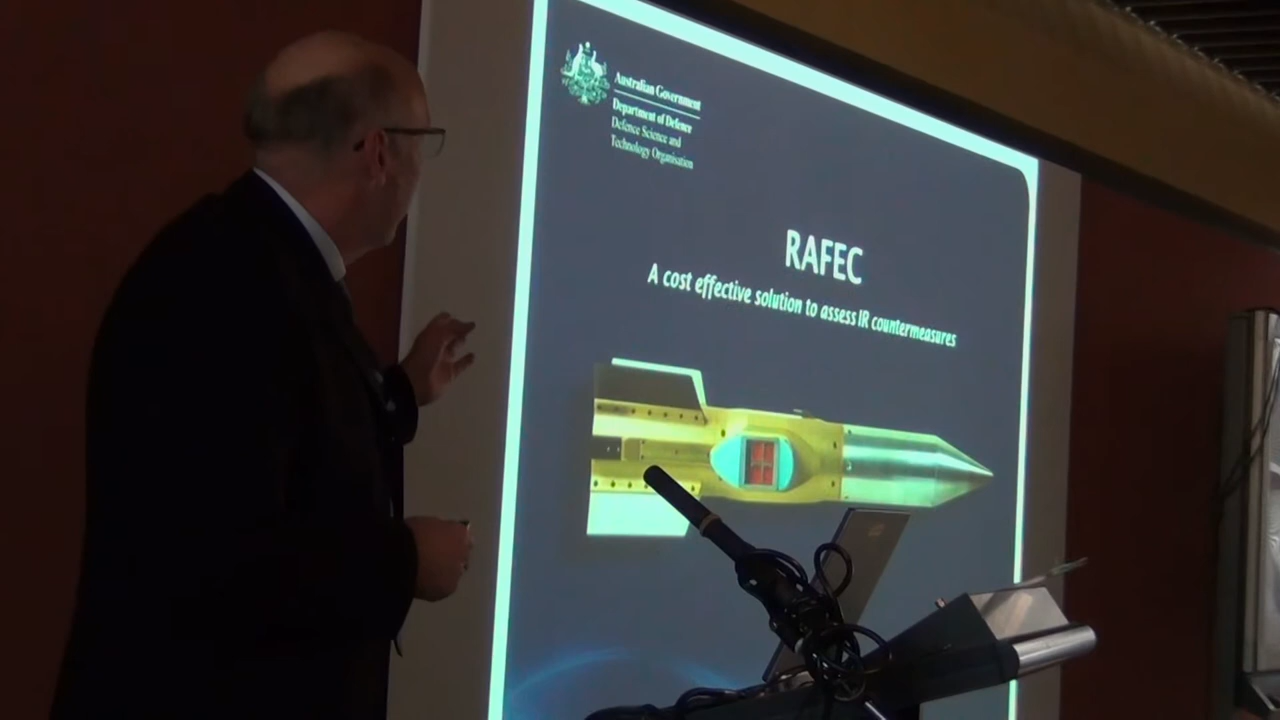 Australian Government
Department of Defence
Defence Science and
Technology Organisation
RAFEC
A cost effective solution to assess IR countermeasures